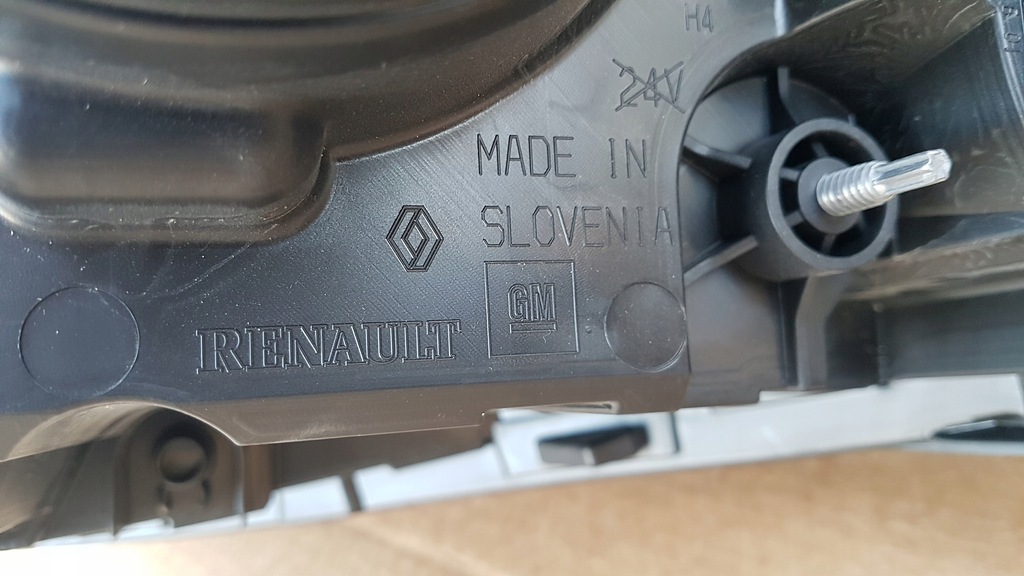 H4
24V
MADE IN
SLOVENIA
GM
RENAULT